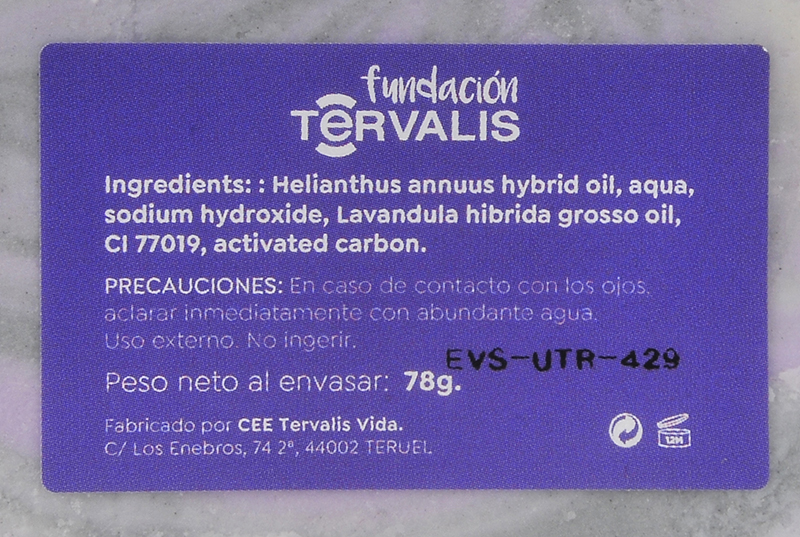 fundación
TERVALIS
Ingredients: : Helianthus annuus hybrid oil, aqua,
sodium hydroxide, Lavandula hibrida grosso oil,
CI 77019, activated carbon.
PRECAUCIONES: En caso de contacto con los ojos,
aclarar inmediatamente con abundante agua.
Uso externo. No ingerir.
EVS-UTR-429
Peso neto al envasar: 78g.
Fabricado por CEE Tervalis Vida.
C/ Los Enebros, 74 2ª, 44002 TERUEL
12M